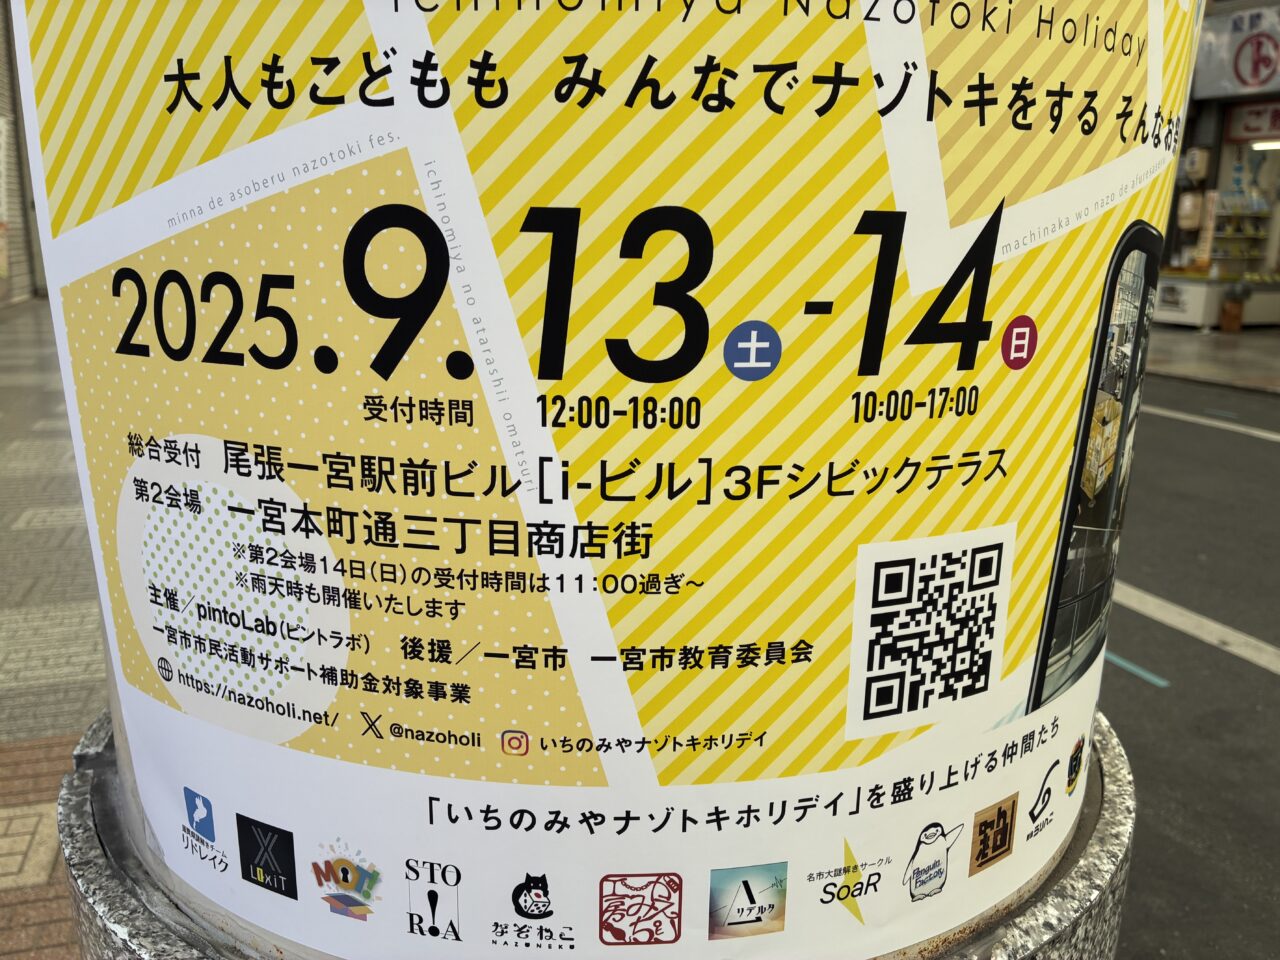 Ichinomiya Nazotoki Holiday
大人もこどもも みんなでナゾトキをする そんなお祭
minna de asoberu nazotoki fes.
ichinomiya no atarashii omatsuri
machinaka wo nazo de afuresaseru
2025.9.13土-14日
受付時間 12:00-18:00 10:00-17:00
総合受付 尾張一宮駅前ビル[i-ビル]3Fシビックテラス
第2会場 一宮本町通三丁目商店街
※第2会場14日(日)の受付時間は11:00過ぎ〜
※雨天時も開催いたします
主催/pintoLab(ピントラボ) 後援/一宮市 一宮市教育委員会
一宮市市民活動サポート補助金対象事業
https://nazoholi.net/ X @nazoholi いちのみやナゾトキホリデイ
「いちのみやナゾトキホリデイ」を盛り上げる仲間たち
リドレイク
LExiT
MOT!
STO
R!A
なぞねこ
NAZONEKO
リデルタ
名市大謎解きサークル
SoaR
Penguin
Factory